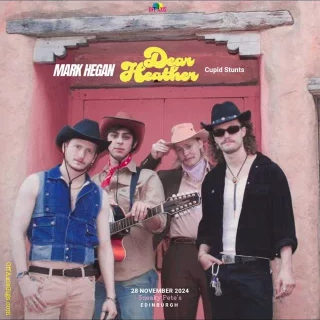 MARK HEGAN
Dear
Heather
Cupid Stunts
28 NOVEMBER 2024
Sneaky Pete's
EDINBURGH